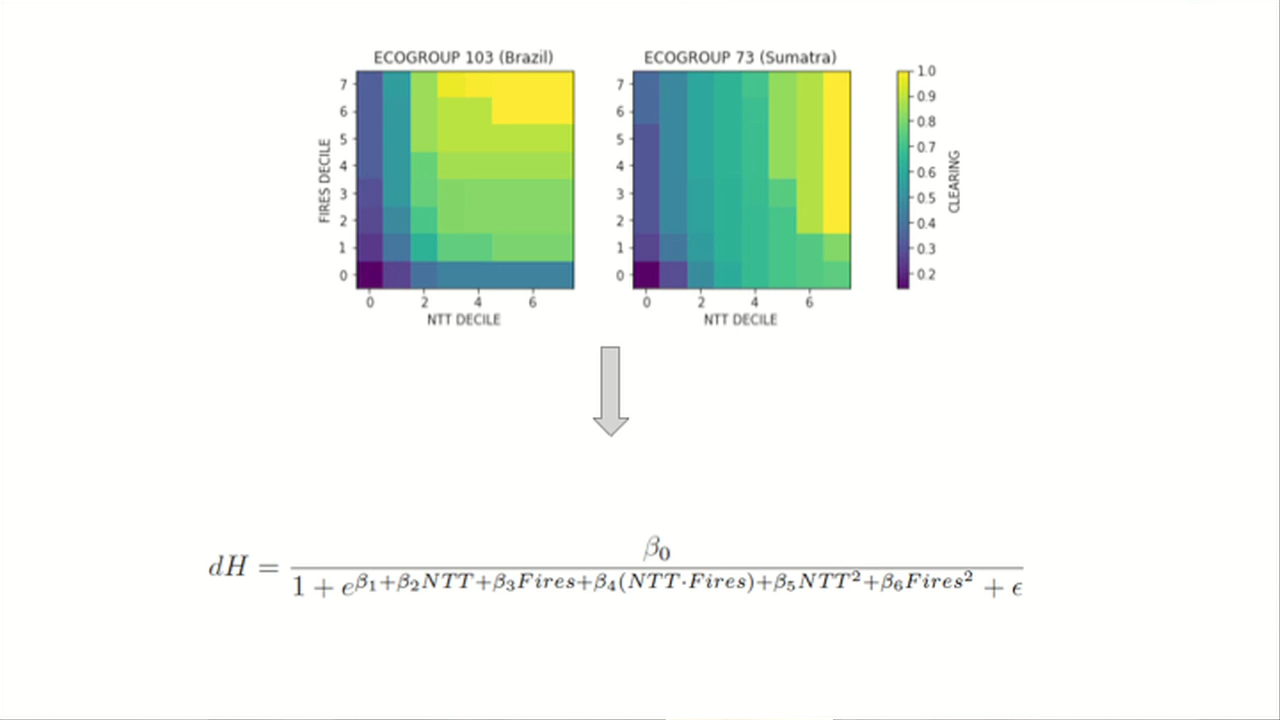 ECOGROUP 103 (Brazil)
ECOGROUP 73 (Sumatra)
FIRES DECILE
7
6
5
4
3
2
1
0
0 2 4 6
NTT DECILE
7
6
5
4
3
2
1
0
0 2 4 6
NTT DECILE
1.0
0.9
0.8
0.7
0.6
0.5
0.4
0.3
0.2
CLEARING
dH = β₀ / (1 + e^(β₁+β₂NTT+β₃Fires+β₄(NTT·Fires)+β₅NTT²+β₆Fires²) + ϵ)